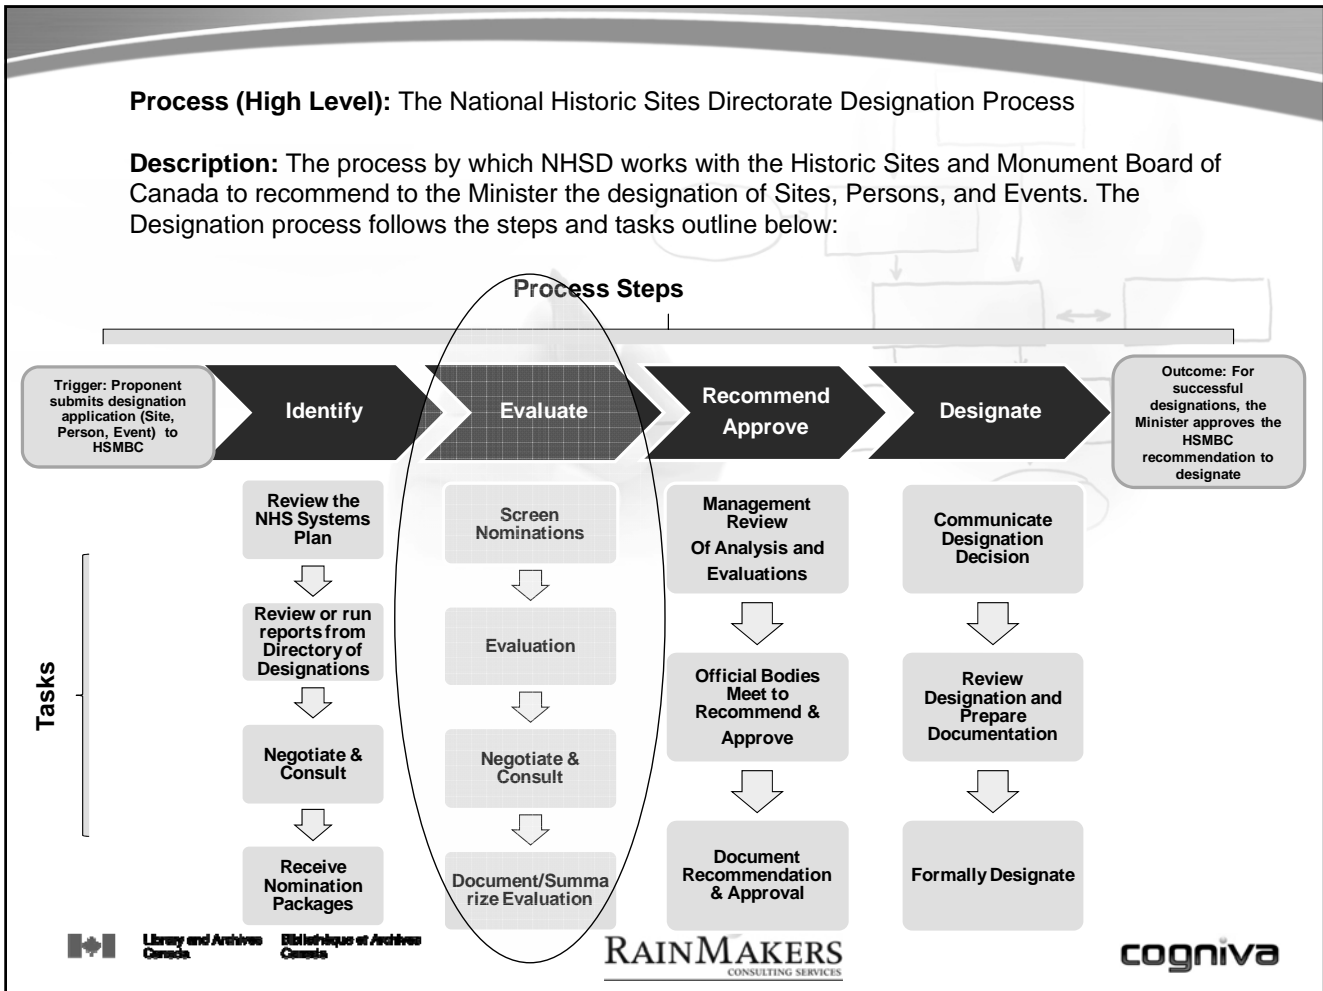 Process (High Level): The National Historic Sites Directorate Designation Process
Description: The process by which NHSD works with the Historic Sites and Monument Board of
Canada to recommend to the Minister the designation of Sites, Persons, and Events. The
Designation process follows the steps and tasks outline below:
Process Steps
Trigger: Proponent
submits designation
application (Site,
Person, Event) to
HSMBC
Identify
Evaluate
Recommend
Approve
Designate
Outcome: For
successful
designations, the
Minister approves the
HSMBC
recommendation to
designate
Tasks
Review the
NHS Systems
Plan
Review or run
reports from
Directory of
Designations
Negotiate &
Consult
Receive
Nomination
Packages
Screen
Nominations
Evaluation
Negotiate &
Consult
Document/Summa
rize Evaluation
Management
Review
Of Analysis and
Evaluations
Official Bodies
Meet to
Recommend &
Approve
Document
Recommendation
& Approval
Communicate
Designation
Decision
Review
Designation and
Prepare
Documentation
Formally Designate
Library and Archives
Canada
Bibliothèque et Archives
Canada
RAINMAKERS
CONSULTING SERVICES
cogniva